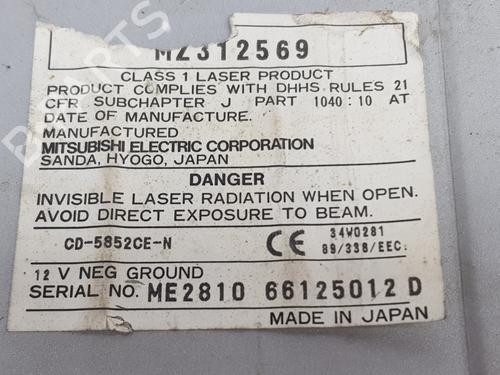 MZ312569
CLASS 1 LASER PRODUCT
PRODUCT COMPLIES WITH DHHS RULES 21
CFR SUBCHAPTER J PART 1040:10 AT
DATE OF MANUFACTURE.
MANUFACTURED
MITSUBISHI ELECTRIC CORPORATION
SANDA, HYOGO, JAPAN
DANGER
INVISIBLE LASER RADIATION WHEN OPEN.
AVOID DIRECT EXPOSURE TO BEAM.
CD-5852CE-N
CE
34W0281
89/336/EEC.
12 V NEG GROUND
SERIAL NO. ME2810 66125012 D
MADE IN JAPAN